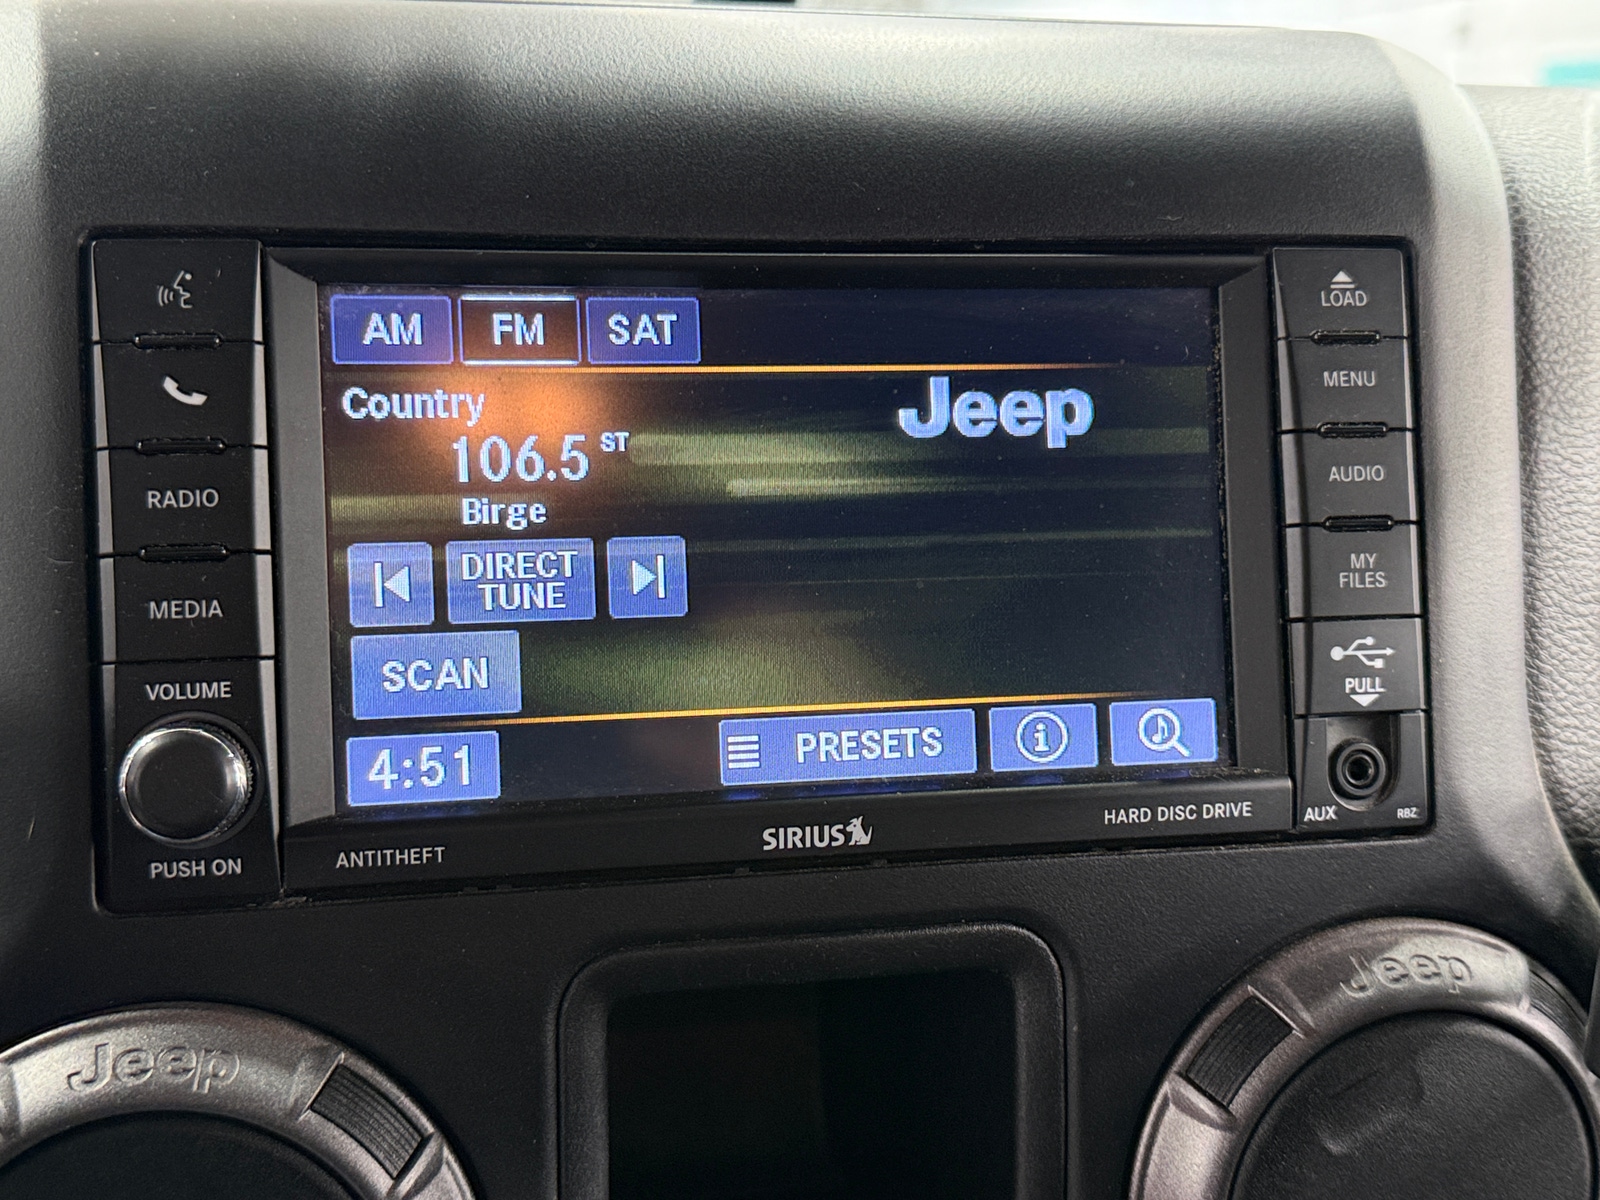 AM FM SAT
Country
Jeep
106.5 ST
Birge
DIRECT
TUNE
SCAN
4:51
PRESETS
i
RADIO
MEDIA
VOLUME
PUSH ON
LOAD
MENU
AUDIO
MY
FILES
PULL
AUX
RBZ
ANTITHEFT
SIRIUS
HARD DISC DRIVE
Jeep
Jeep